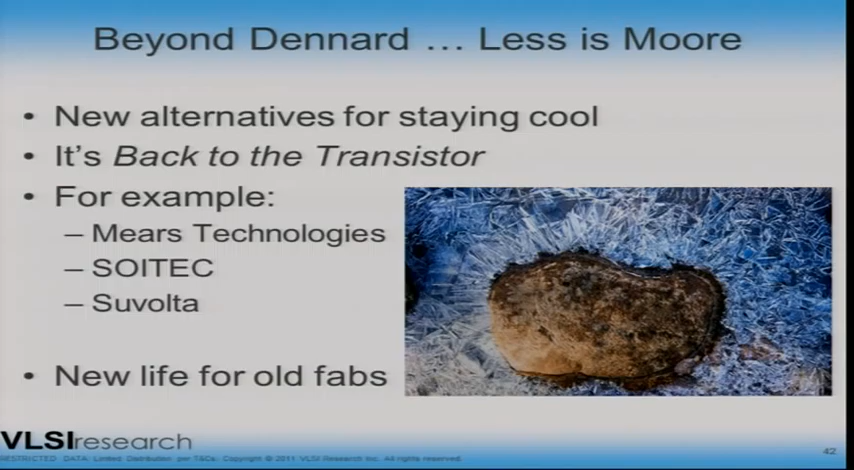 Beyond Dennard … Less is Moore
• New alternatives for staying cool
• It's Back to the Transistor
• For example:
– Mears Technologies
– SOITEC
– Suvolta
• New life for old fabs
VLSIresearch
RESTRICTED DATA: Limited Distribution per T&Cs. Copyright © 2011 VLSI Research Inc. All rights reserved.
42